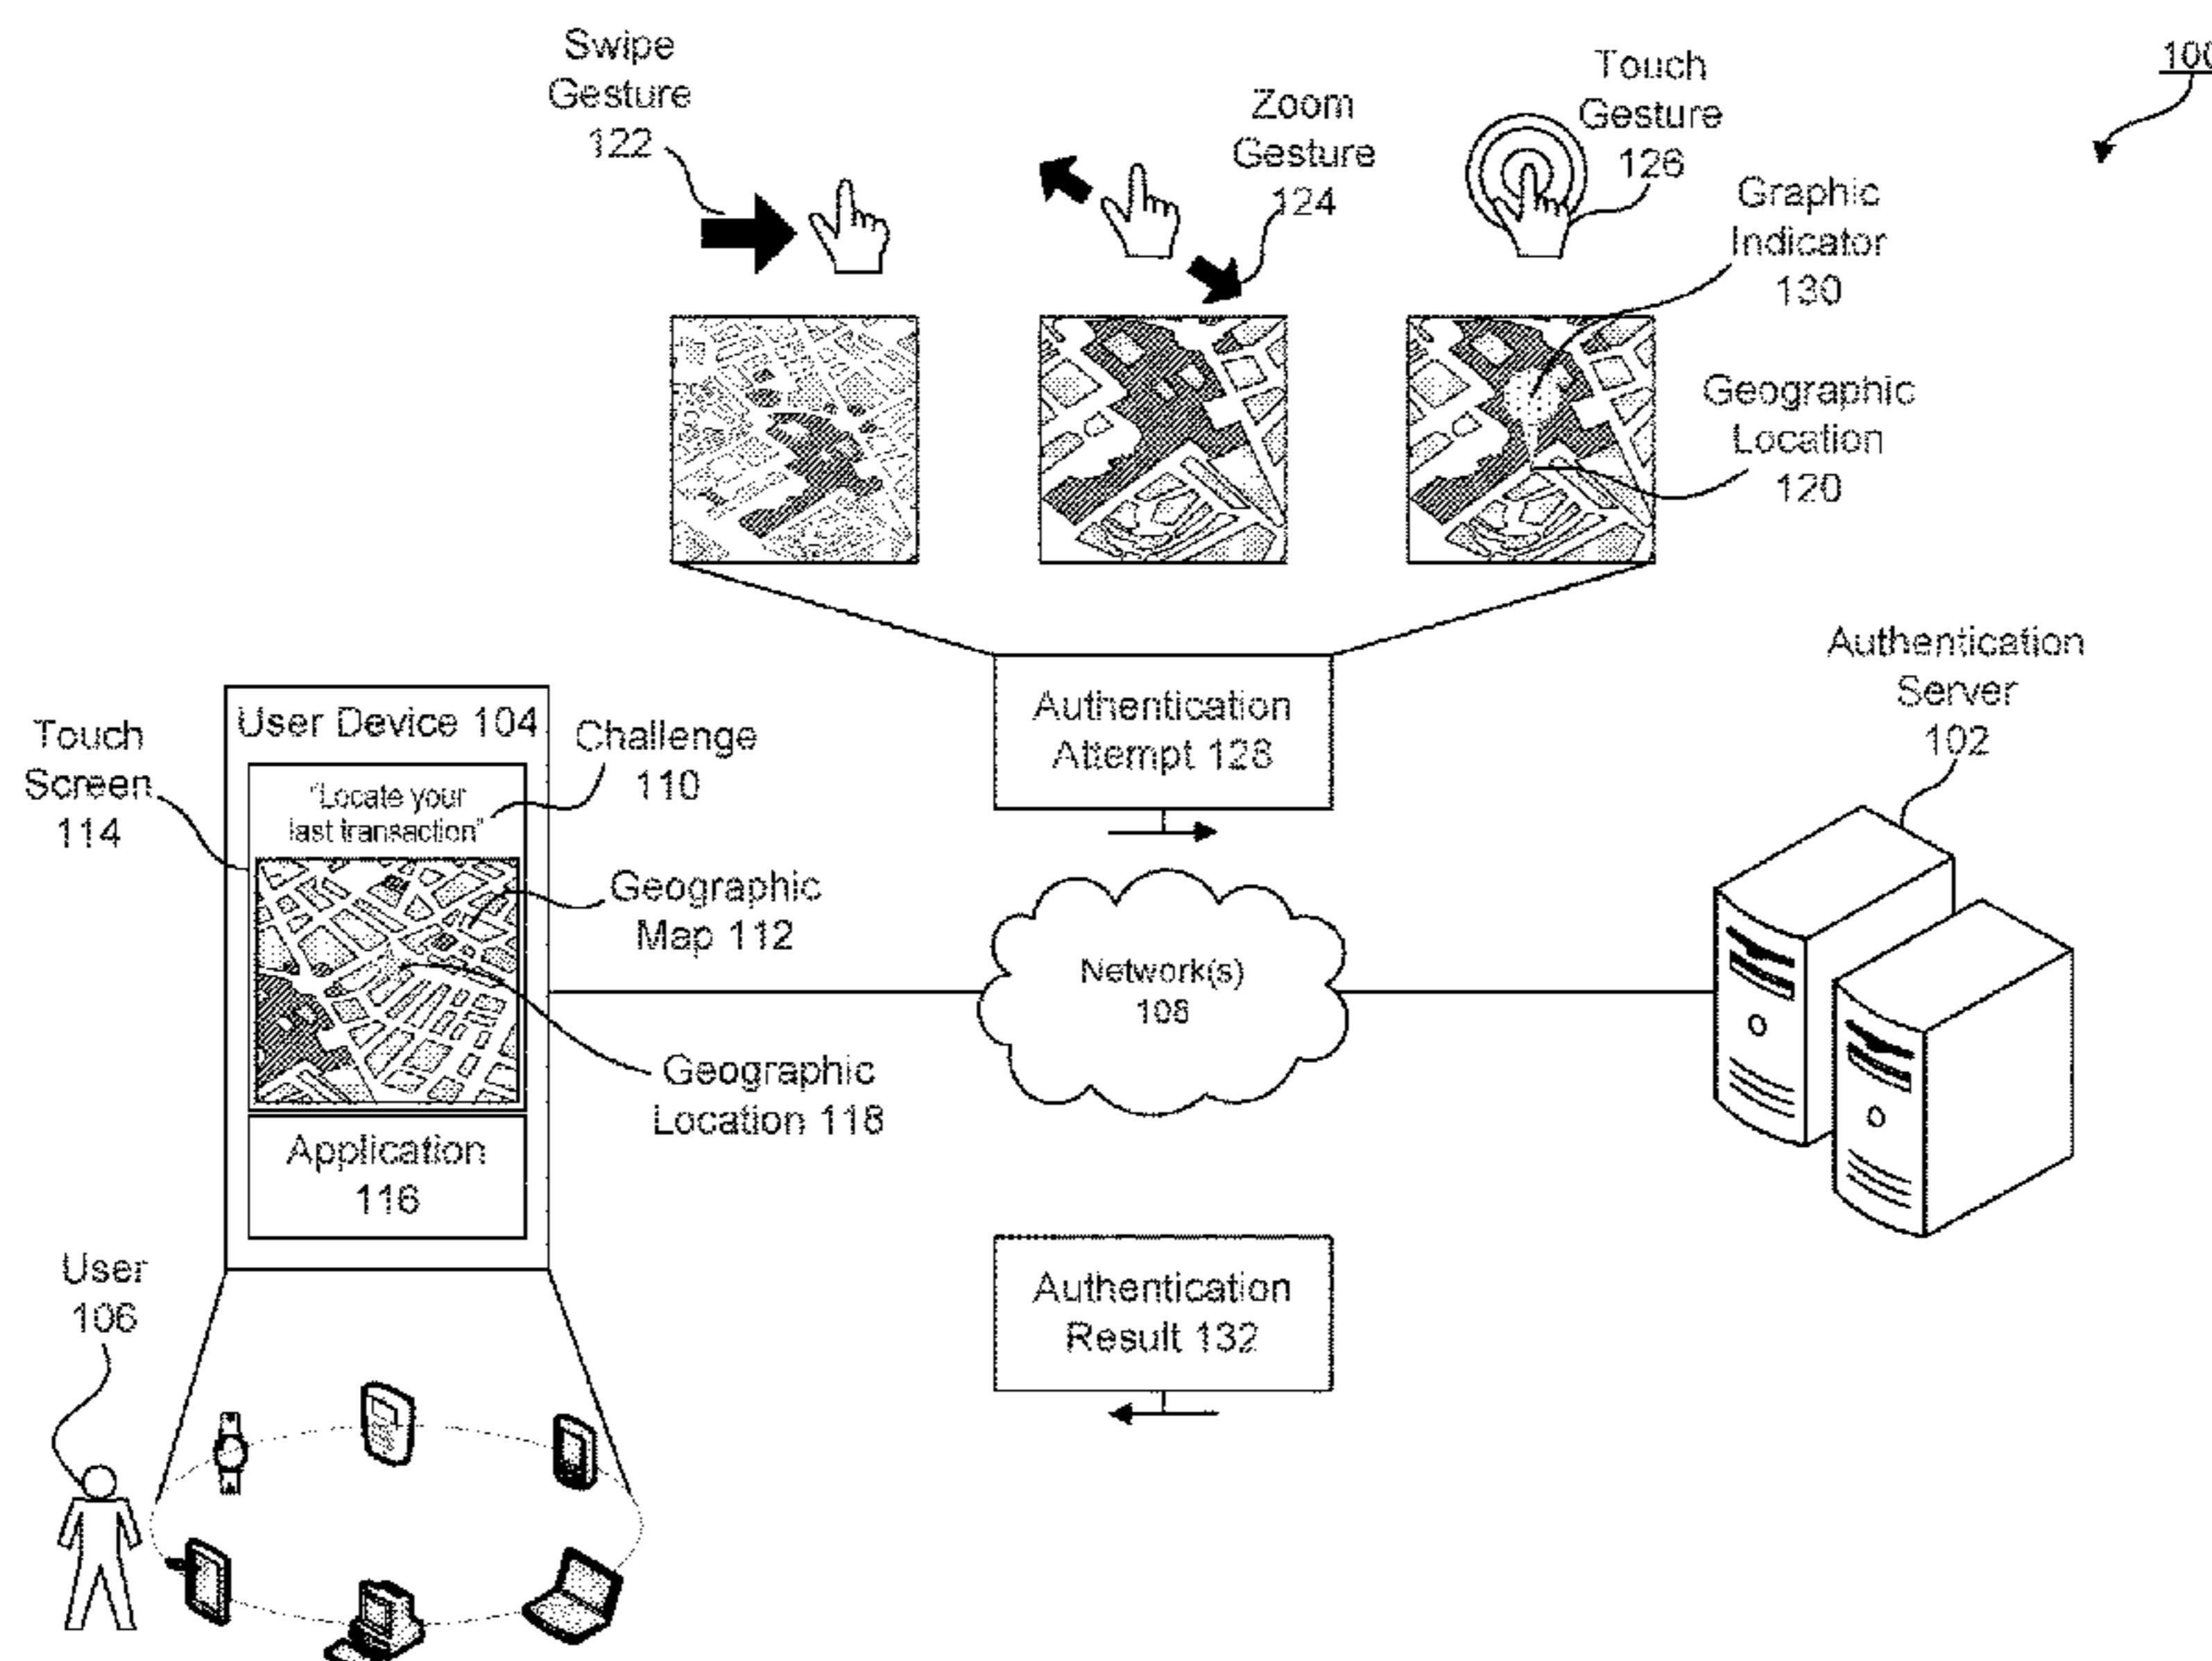 Swipe
Gesture
122
Zoom
Gesture
124
Touch
Gesture
126
100
Graphic
Indicator
130
Geographic
Location
120
Authentication
Attempt 128
Authentication
Server
102
User Device 104
Touch
Screen
114
Challenge
110
"Locate your
last transaction"
Geographic
Map 112
Network(s)
108
Geographic
Location 118
Application
116
Authentication
Result 132
User
106